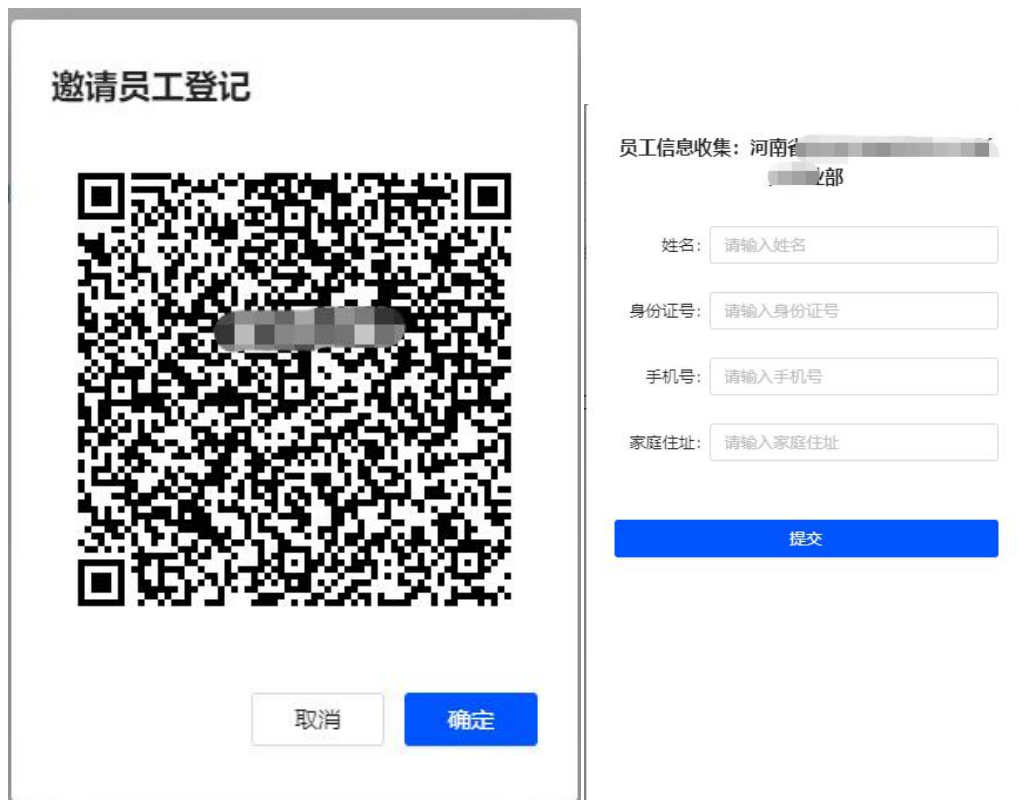 邀请员工登记
取消
确定
员工信息收集：河南省
业部
姓名：
请输入姓名
身份证号：
请输入身份证号
手机号：
请输入手机号
家庭住址：
请输入家庭住址
提交